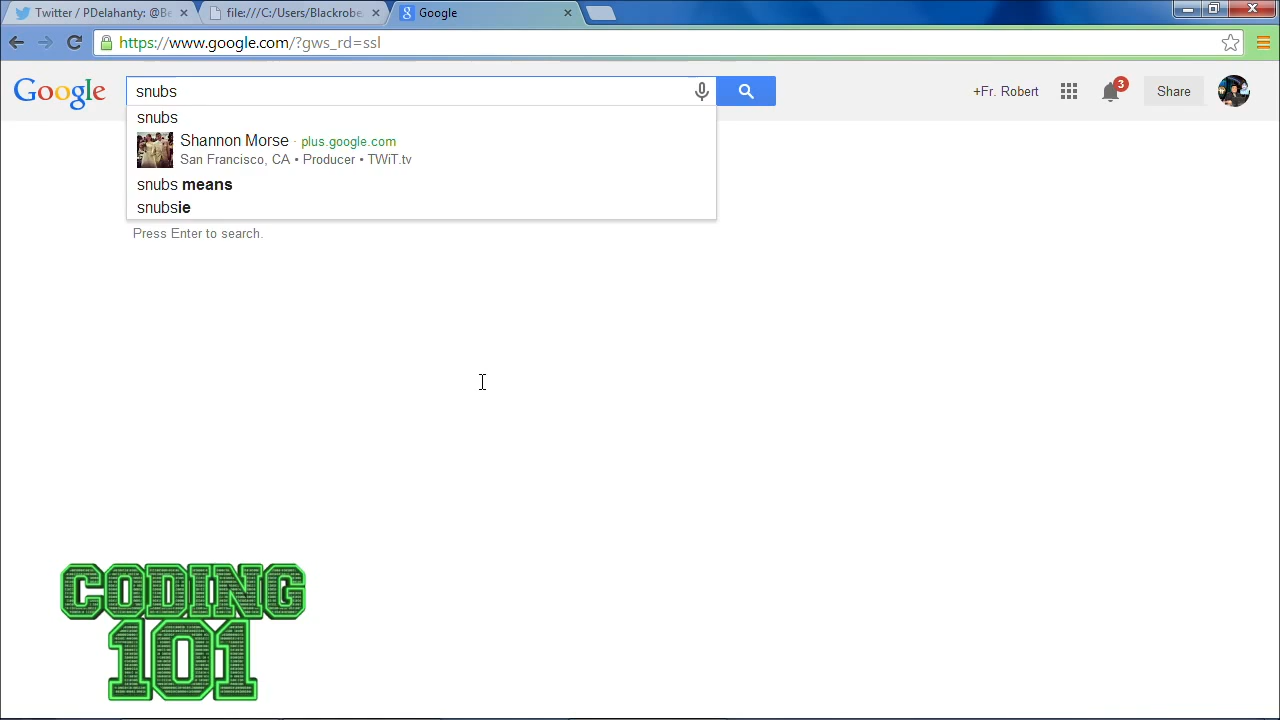 Twitter / PDelahanty: @Be
file:///C:/Users/Blackrobe
Google
https://www.google.com/?gws_rd=ssl
Google
snubs
+Fr. Robert
3
Share
snubs
Shannon Morse · plus.google.com
San Francisco, CA • Producer • TWiT.tv
snubs means
snubsie
Press Enter to search.
CODING
101